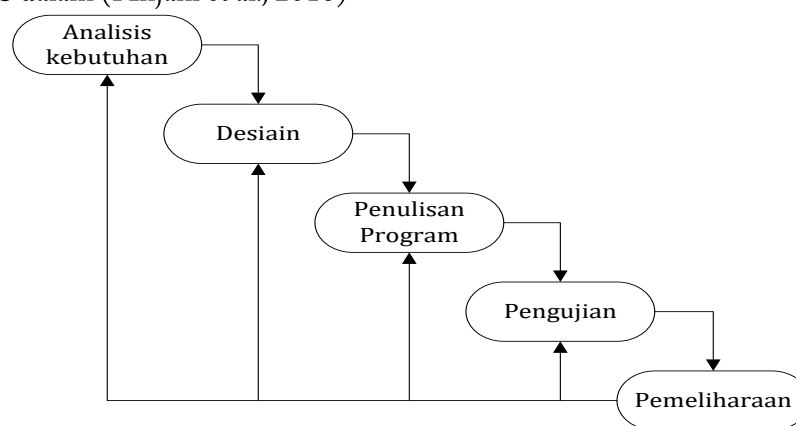 Analisis
kebutuhan
Desiain
Penulisan
Program
Pengujian
Pemeliharaan